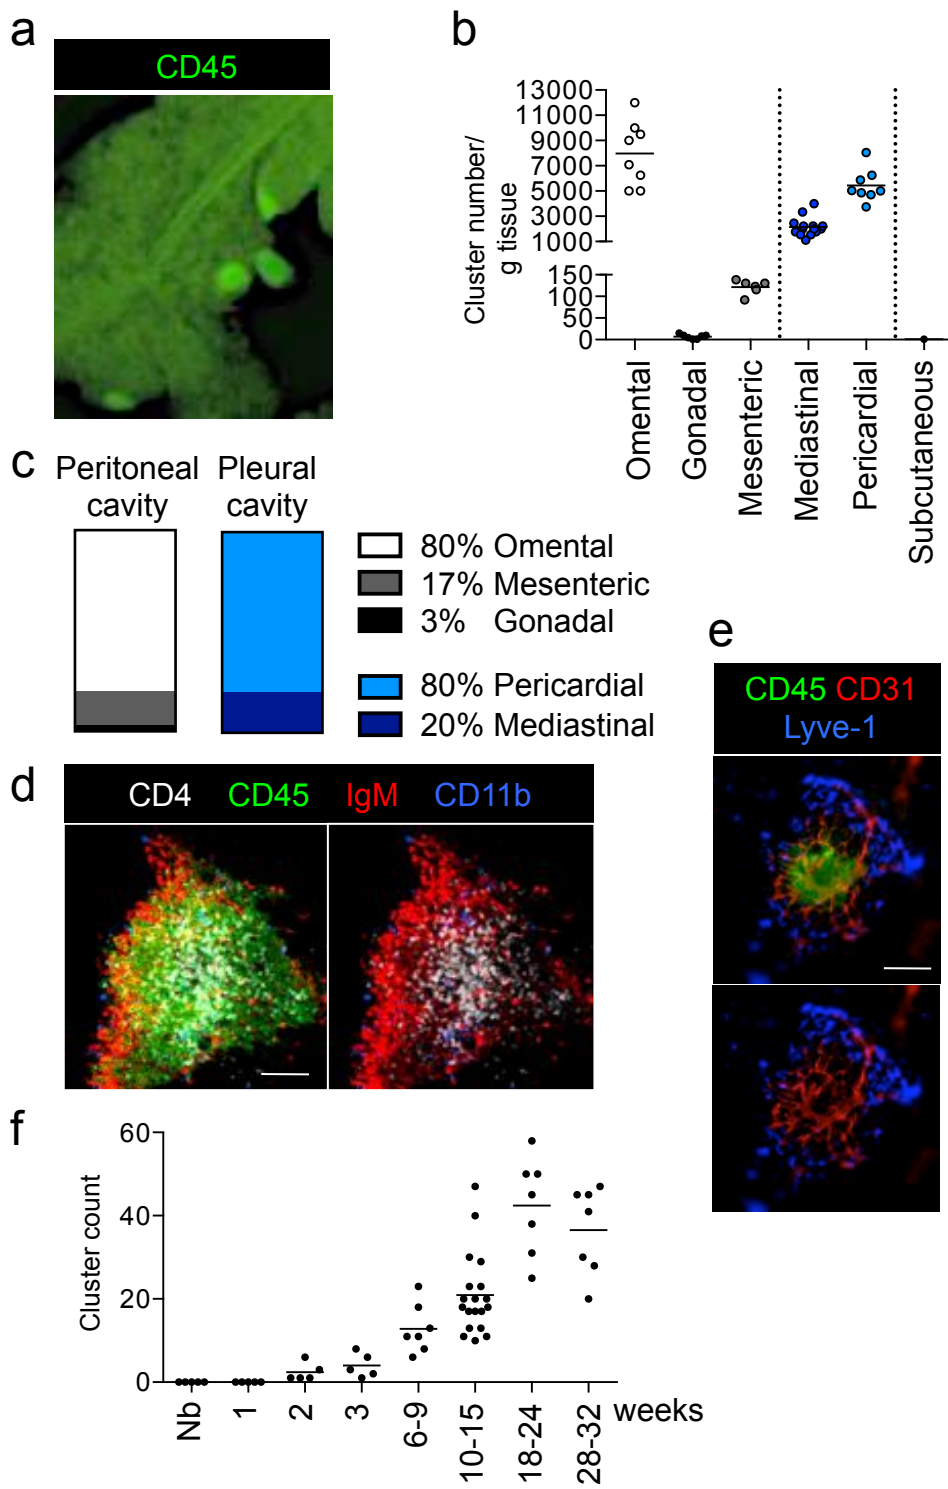 a
CD45
b
Cluster number/
g tissue
13000
11000
9000
7000
5000
3000
1000
150
100
50
0
Omental
Gonadal
Mesenteric
Mediastinal
Pericardial
Subcutaneous
c
Peritoneal cavity
Pleural cavity
80% Omental
17% Mesenteric
3% Gonadal
80% Pericardial
20% Mediastinal
d
CD4 CD45 IgM CD11b
e
CD45 CD31
Lyve-1
f
Cluster count
60
40
20
0
Nb
1
2
3
6-9
10-15
18-24
28-32
weeks